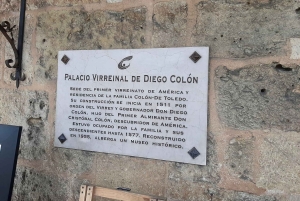 Palacio Virreinal de Diego Colón
Sede del primer virreinato de América y
residencia de la familia Colón-De Toledo.
Su construcción se inicia en 1511, por
orden del Virrey y Gobernador Don Diego
Colón, hijo del Primer Almirante Don
Cristóbal Colón, descubridor de América.
Estuvo ocupado por la familia y sus
descendientes hasta 1577. Reconstruido
en 1955, alberga un museo histórico.